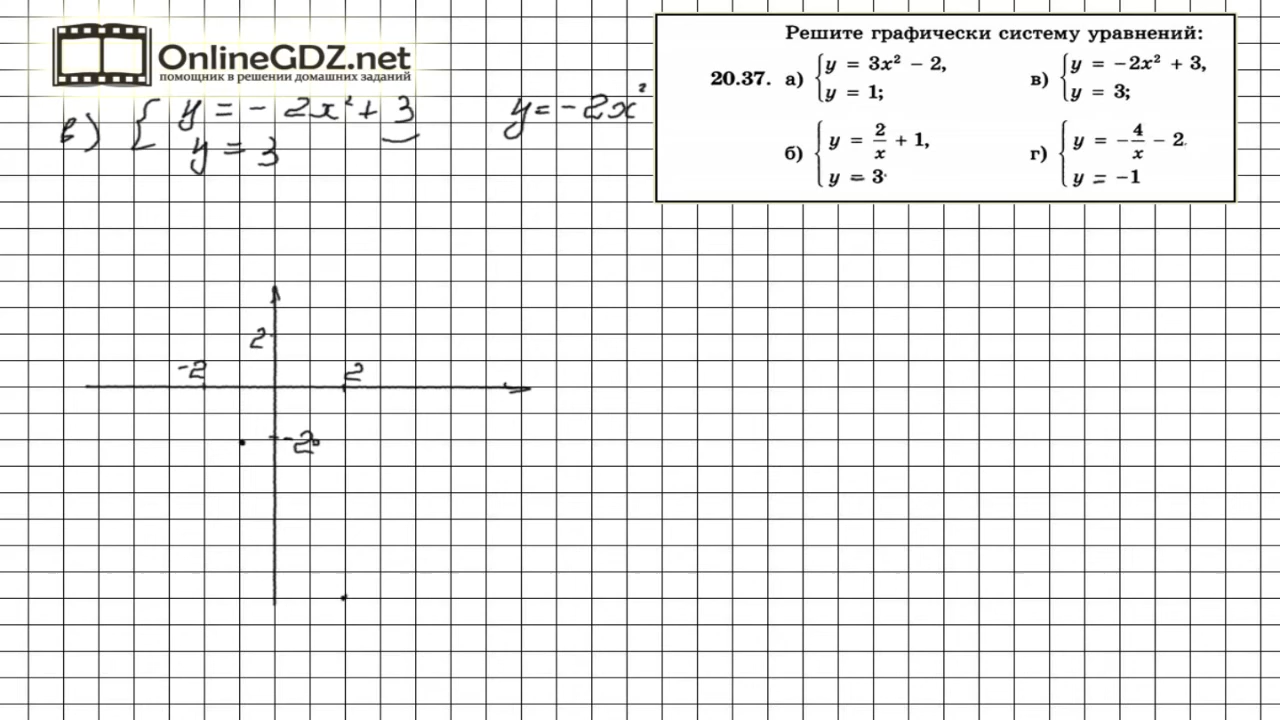 OnlineGDZ.net
помощник в решении домашних заданий
Решите графически систему уравнений:
20.37. а) { y = 3x² − 2, y = 1;
в) { y = −2x² + 3, y = 3;
б) { y = 2/x + 1, y = 3
г) { y = −4/x − 2 y = −1
в) { y = − 2x² + 3
y = 3
y = −2x²
2
-2 2
-2